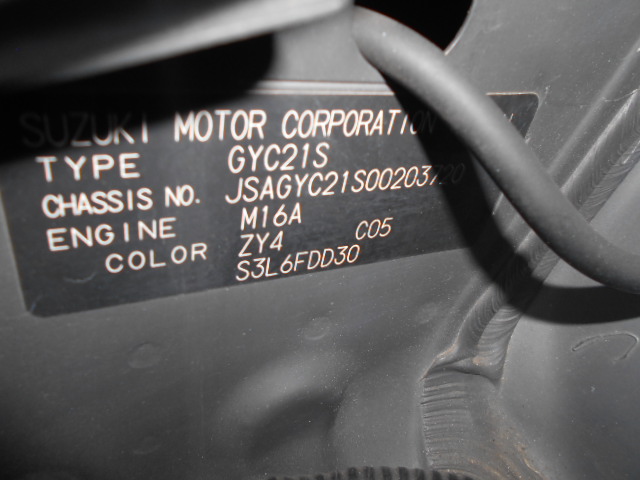 SUZUKI MOTOR CORPORATION
TYPE GYC21S
CHASSIS NO. JSAGYC21S00203720
ENGINE M16A
COLOR ZY4 C05
S3L6FDD30